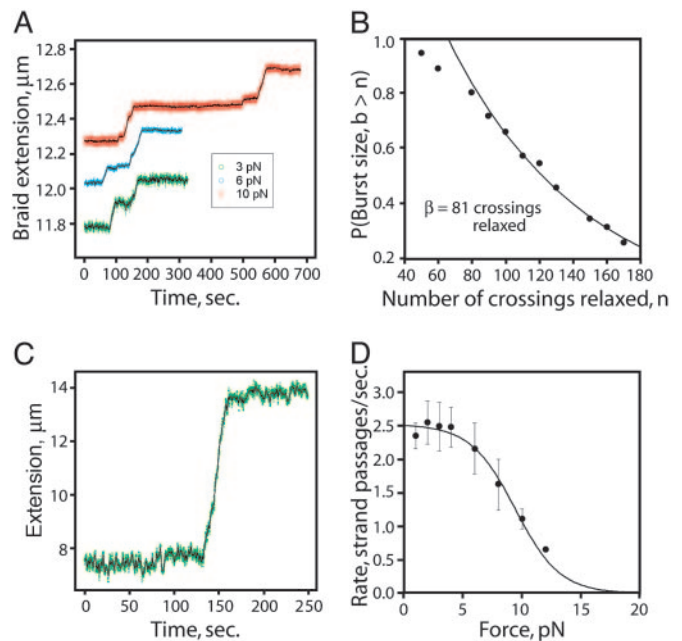 A
Braid extension, µm
12.8
12.4
12.0
11.8
3 pN
6 pN
10 pN
0 100 200 300 400 500 600 700
Time, sec.
B
P(Burst size, b > n)
1.0
0.8
0.6
0.4
0.2
β = 81 crossings
relaxed
40 60 80 100 120 140 160 180
Number of crossings relaxed, n
C
Extension, µm
14
12
10
8
0 50 100 150 200 250
Time, sec.
D
Rate, strand passages/sec.
3.0
2.5
2.0
1.5
1.0
0.5
0.0
0 5 10 15 20
Force, pN